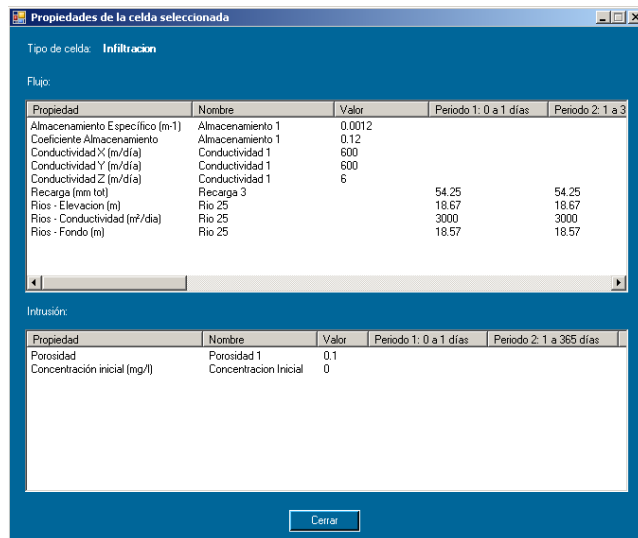 Propiedades de la celda seleccionada
Tipo de celda: Infiltracion
Flujo:
Propiedad Nombre Valor Periodo 1: 0 a 1 días Periodo 2: 1 a 3
Almacenamiento Específico (m-1) Almacenamiento 1 0.0012
Coeficiente Almacenamiento Almacenamiento 1 0.12
Conductividad X (m/día) Conductividad 1 600
Conductividad Y (m/día) Conductividad 1 600
Conductividad Z (m/día) Conductividad 1 6
Recarga (mm tot) Recarga 3 54.25 54.25
Rios - Elevacion (m) Rio 25 18.67 18.67
Rios - Conductividad (m²/dia) Rio 25 3000 3000
Rios - Fondo (m) Rio 25 18.57 18.57
Intrusión:
Propiedad Nombre Valor Periodo 1: 0 a 1 días Periodo 2: 1 a 365 días
Porosidad Porosidad 1 0.1
Concentración inicial (mg/l) Concentracion Inicial 0
Cerrar